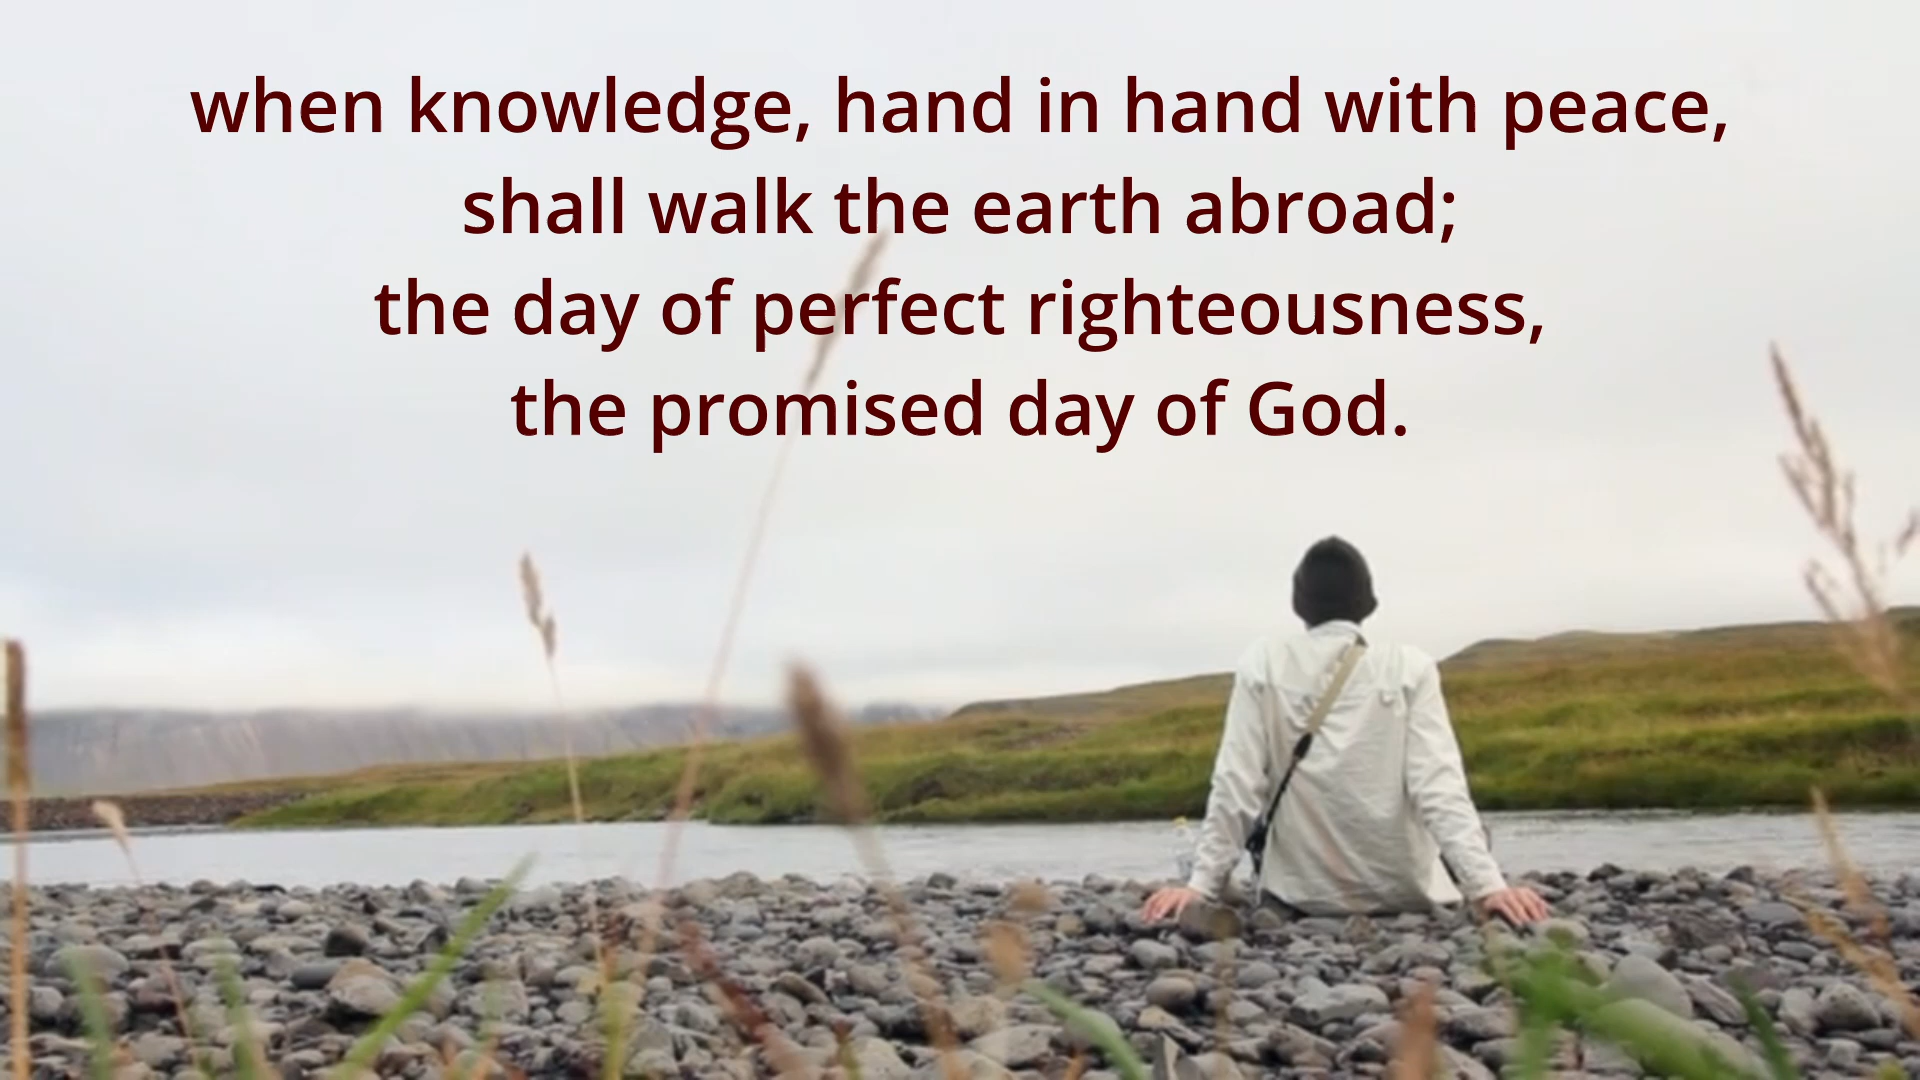 when knowledge, hand in hand with peace,
shall walk the earth abroad;
the day of perfect righteousness,
the promised day of God.